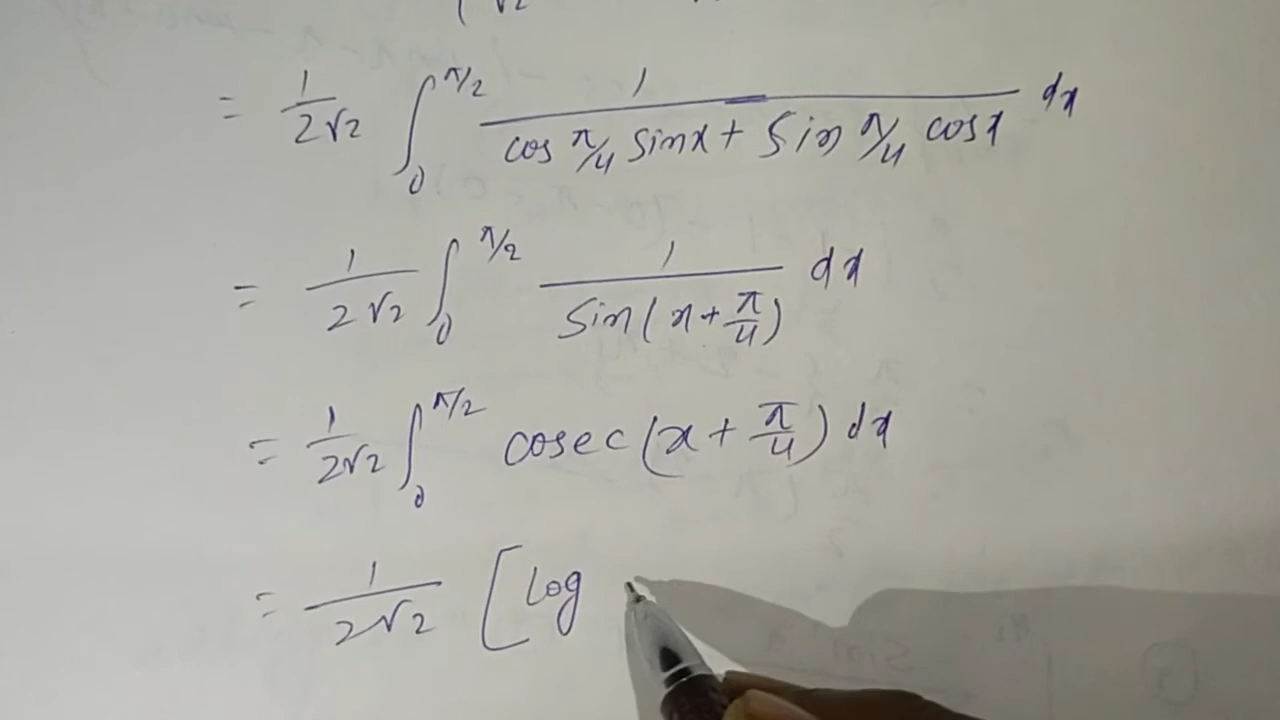 = 1/2√2 ∫₀^π/2 1/(cos π/4 sinx + sin π/4 cosx) dx
= 1/2√2 ∫₀^π/2 1/sin(x+π/4) dx
= 1/2√2 ∫₀^π/2 cosec(x+π/4) dx
= 1/2√2 [log